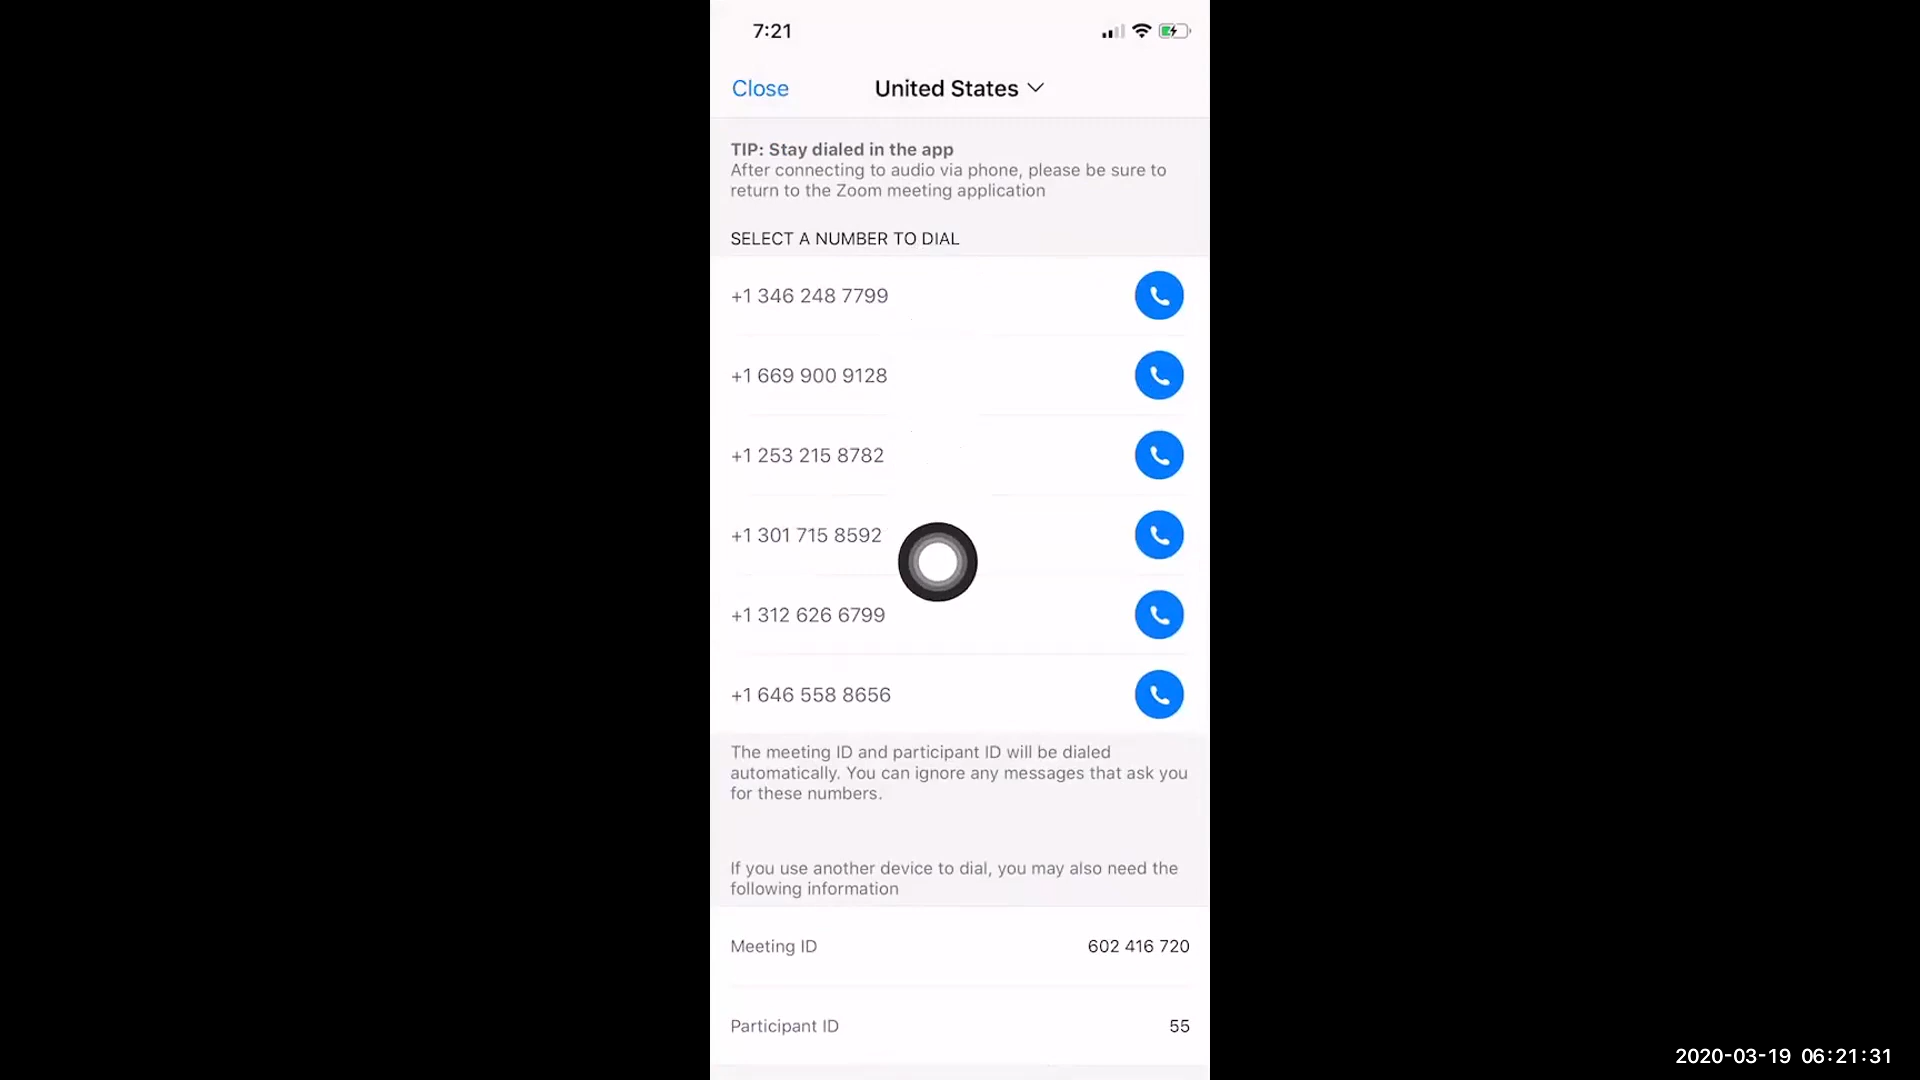 7:21
Close
United States
TIP: Stay dialed in the app
After connecting to audio via phone, please be sure to
return to the Zoom meeting application
SELECT A NUMBER TO DIAL
+1 346 248 7799
+1 669 900 9128
+1 253 215 8782
+1 301 715 8592
+1 312 626 6799
+1 646 558 8656
The meeting ID and participant ID will be dialed
automatically. You can ignore any messages that ask you
for these numbers.
If you use another device to dial, you may also need the
following information
Meeting ID 602 416 720
Participant ID 55
2020-03-19 06:21:31